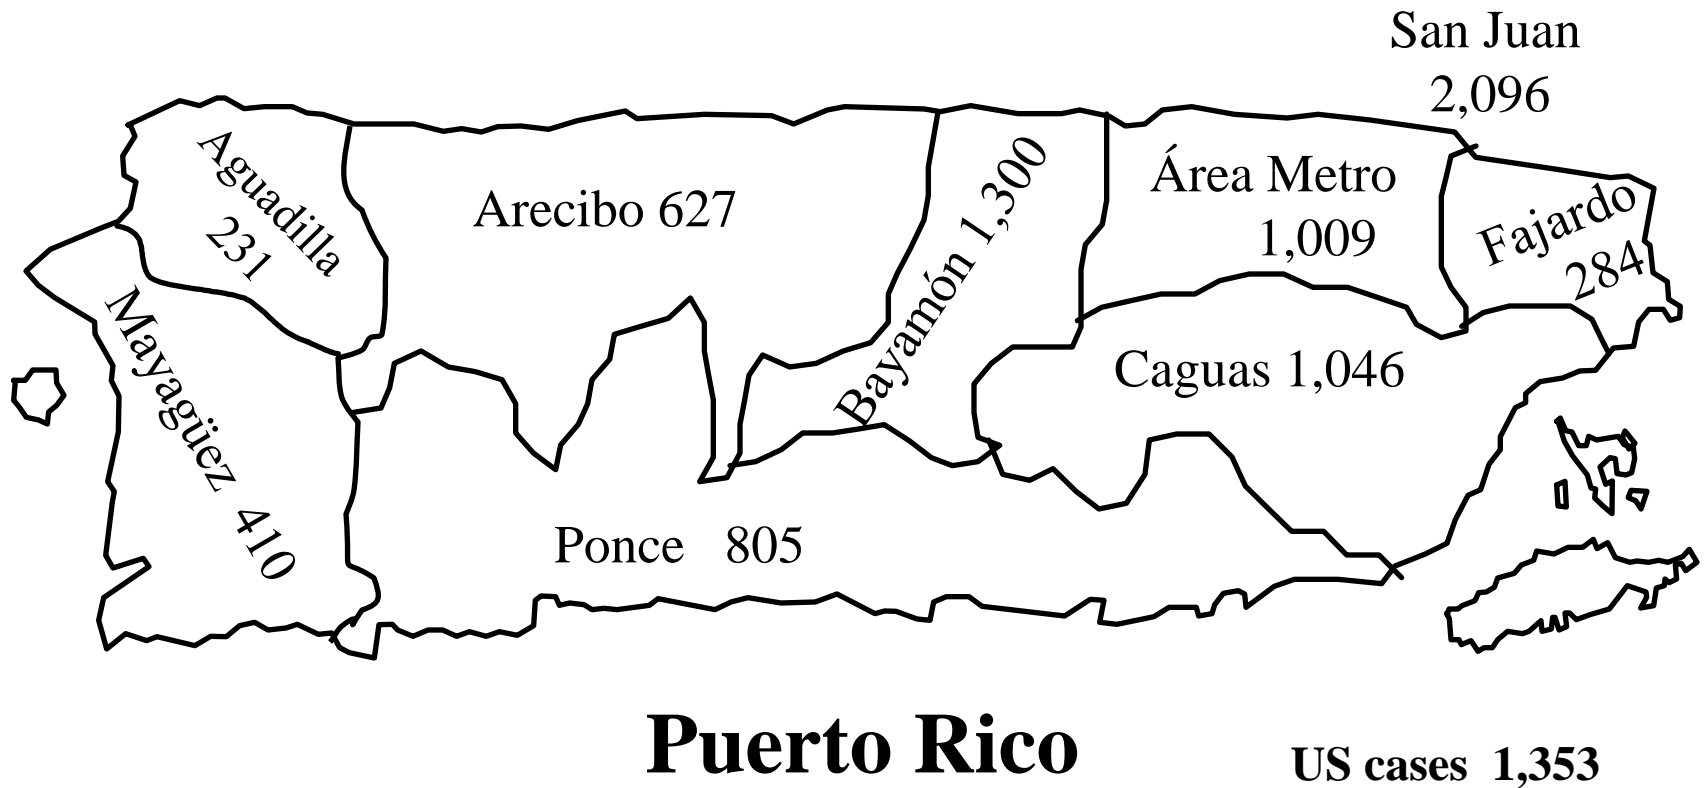 San Juan
2,096
Aguadilla
231
Arecibo 627
Bayamón 1,300
Área Metro
1,009
Fajardo
284
Mayagüez 410
Caguas 1,046
Ponce 805
Puerto Rico
US cases 1,353